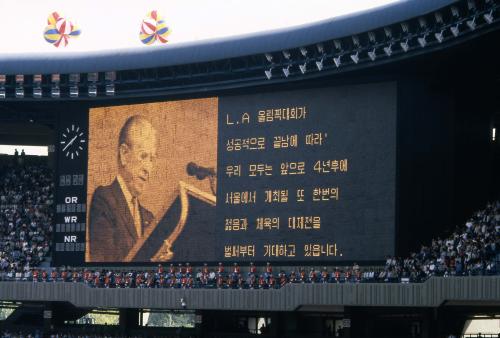 L.A 올림픽대회가
성공적으로 끝남에 따라
우리 모두는 앞으로 4년후에
서울에서 개최될 또 한번의
젊음과 체육의 대제전을
벌써부터 기대하고 있읍니다.
OR
WR
NR